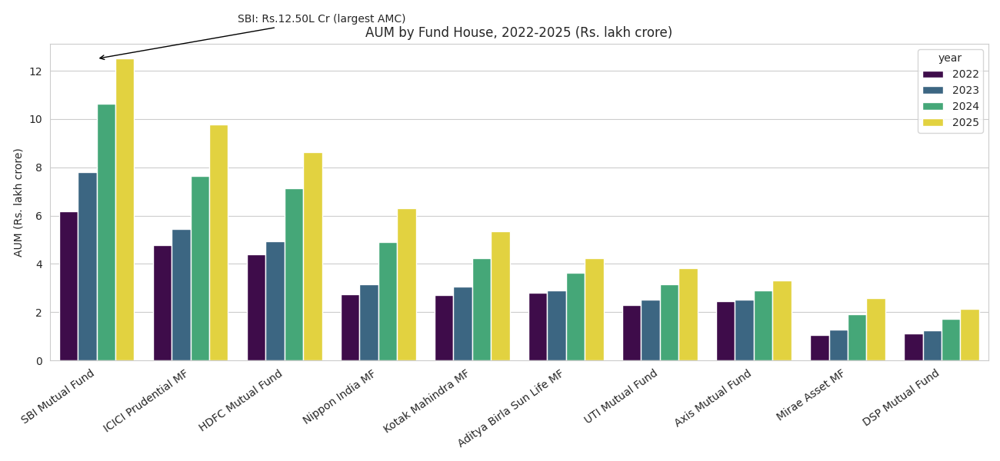 SBI: Rs.12.50L Cr (largest AMC)
AUM by Fund House, 2022-2025 (Rs. lakh crore)
year
2022
2023
2024
2025
AUM (Rs. lakh crore)
12
10
8
6
4
2
0
SBI Mutual Fund
ICICI Prudential MF
HDFC Mutual Fund
Nippon India MF
Kotak Mahindra MF
Aditya Birla Sun Life MF
UTI Mutual Fund
Axis Mutual Fund
Mirae Asset MF
DSP Mutual Fund